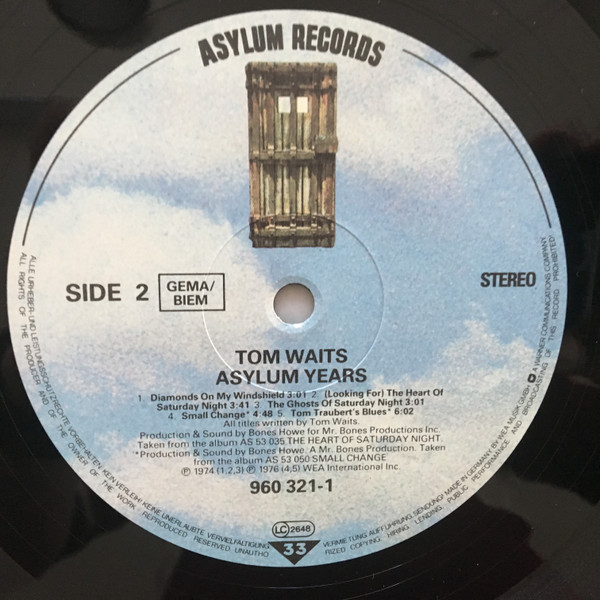 ASYLUM RECORDS
SIDE 2
GEMA/
BIEM
STEREO
TOM WAITS
ASYLUM YEARS
1. Diamonds On My Windshield 3:01 2. (Looking For) The Heart Of
Saturday Night 3:41 3. The Ghosts Of Saturday Night 3:01
4. Small Change* 4:48 5. Tom Traubert's Blues* 6:02
All titles written by Tom Waits.
Production & Sound by Bones Howe for Mr. Bones Productions Inc.
Taken from the album AS 53 035 THE HEART OF SATURDAY NIGHT.
*Production & Sound by Bones Howe. A Mr. Bones Production. Taken
from the album AS 53 050 SMALL CHANGE
℗ 1974 (1,2,3) ℗ 1976 (4,5) WEA International Inc.
960 321-1
LC 2648
33
ALLE URHEBER- UND LEISTUNGSSCHUTZRECHTE VORBEHALTEN. KEIN VERLEIH! KEINE UNERLAUBTE VERVIELFÄLTIGUNG, VERMIETUNG, AUFFÜHRUNG, SENDUNG! MADE IN GERMANY BY WEA MUSIK GMBH. A WARNER COMMUNICATIONS COMPANY
ALL RIGHTS OF THE PRODUCER AND OF THE OWNER OF THE WORK REPRODUCED RESERVED. UNAUTHORIZED COPYING, HIRING, LENDING, PUBLIC PERFORMANCE AND BROADCASTING OF THIS RECORD PROHIBITED!